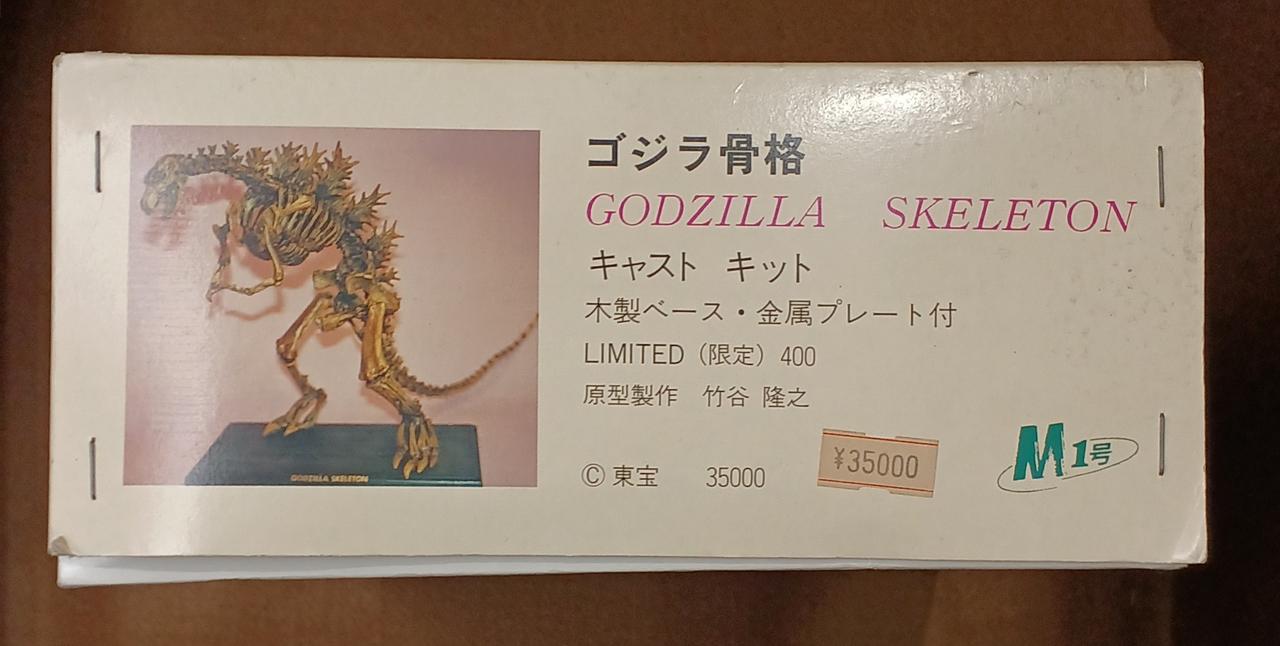 ゴジラ骨格
GODZILLA SKELETON
キャスト キット
木製ベース・金属プレート付
LIMITED（限定）400
原型製作 竹谷 隆之
Ⓒ 東宝 35000
¥35000
M1号
GODZILLA SKELETON